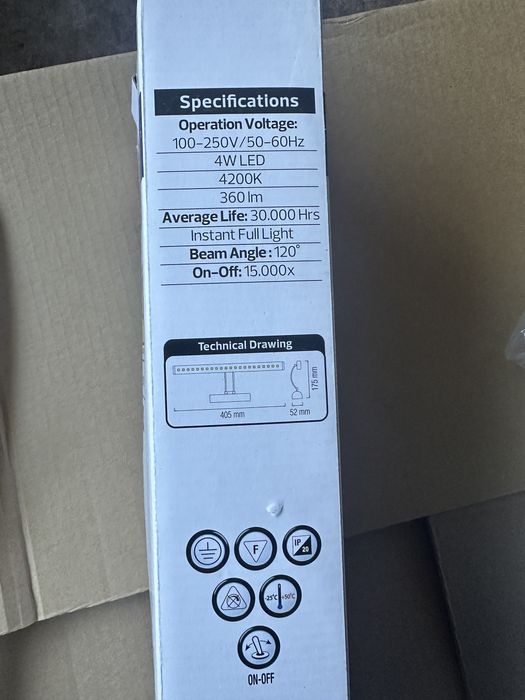 Specifications
Operation Voltage:
100-250V/50-60Hz
4W LED
4200K
360 lm
Average Life: 30.000 Hrs
Instant Full Light
Beam Angle : 120°
On-Off: 15.000x
Technical Drawing
175 mm
405 mm
52 mm
F
IP
20
-25°C +50°C
ON-OFF